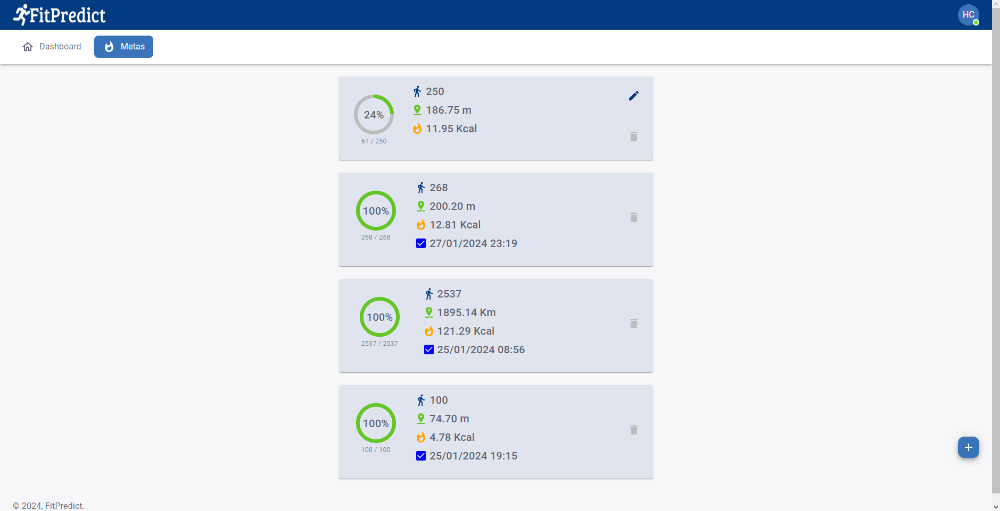 FitPredict
HC
Dashboard
Metas
250
186.75 m
11.95 Kcal
24%
61 / 250
268
200.20 m
12.81 Kcal
27/01/2024 23:19
100%
268 / 268
2537
1895.14 Km
121.29 Kcal
25/01/2024 08:56
100%
2537 / 2537
100
74.70 m
4.78 Kcal
25/01/2024 19:15
100%
100 / 100
© 2024, FitPredict.